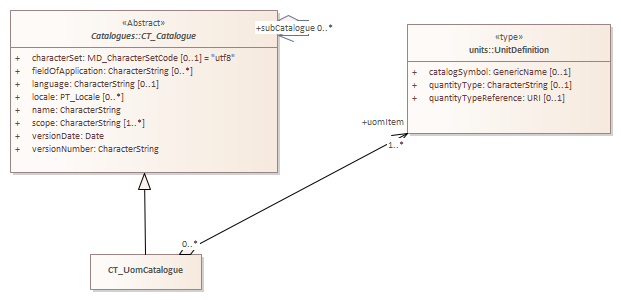 «Abstract»
Catalogues::CT_Catalogue
+ characterSet: MD_CharacterSetCode [0..1] = "utf8"
+ fieldOfApplication: CharacterString [0..*]
+ language: CharacterString [0..1]
+ locale: PT_Locale [0..*]
+ name: CharacterString
+ scope: CharacterString [1..*]
+ versionDate: Date
+ versionNumber: CharacterString
+subCatalogue 0..*
«type»
units::UnitDefinition
+ catalogSymbol: GenericName [0..1]
+ quantityType: CharacterString [0..1]
+ quantityTypeReference: URI [0..1]
+uomItem
1..*
0..*
CT_UomCatalogue